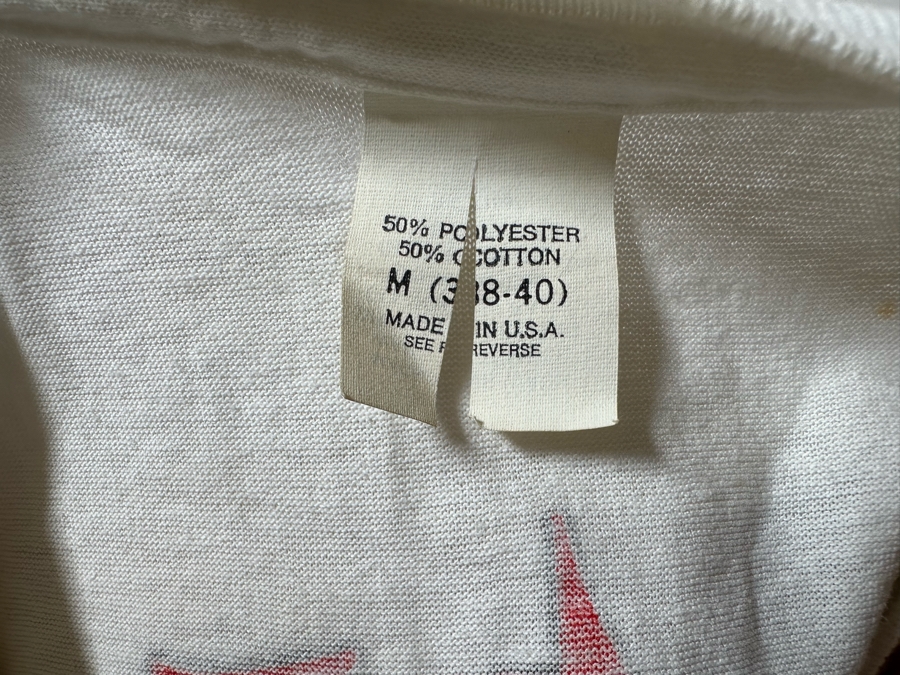 50% POLYESTER
50% COTTON
M (38-40)
MADE IN U.S.A.
SEE REVERSE